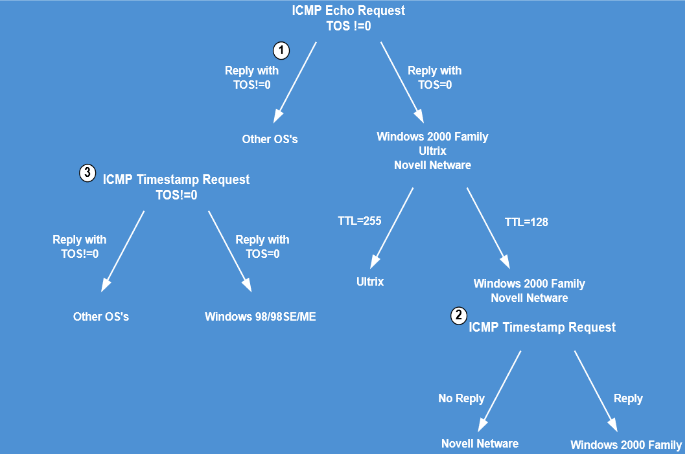 ICMP Echo Request
TOS !=0
1
Reply with
TOS!=0
Reply with
TOS=0
Other OS's
Windows 2000 Family
Ultrix
Novell Netware
3
ICMP Timestamp Request
TOS!=0
TTL=255
TTL=128
Reply with
TOS!=0
Reply with
TOS=0
Ultrix
Windows 2000 Family
Novell Netware
Other OS's
Windows 98/98SE/ME
2
ICMP Timestamp Request
No Reply
Reply
Novell Netware
Windows 2000 Family